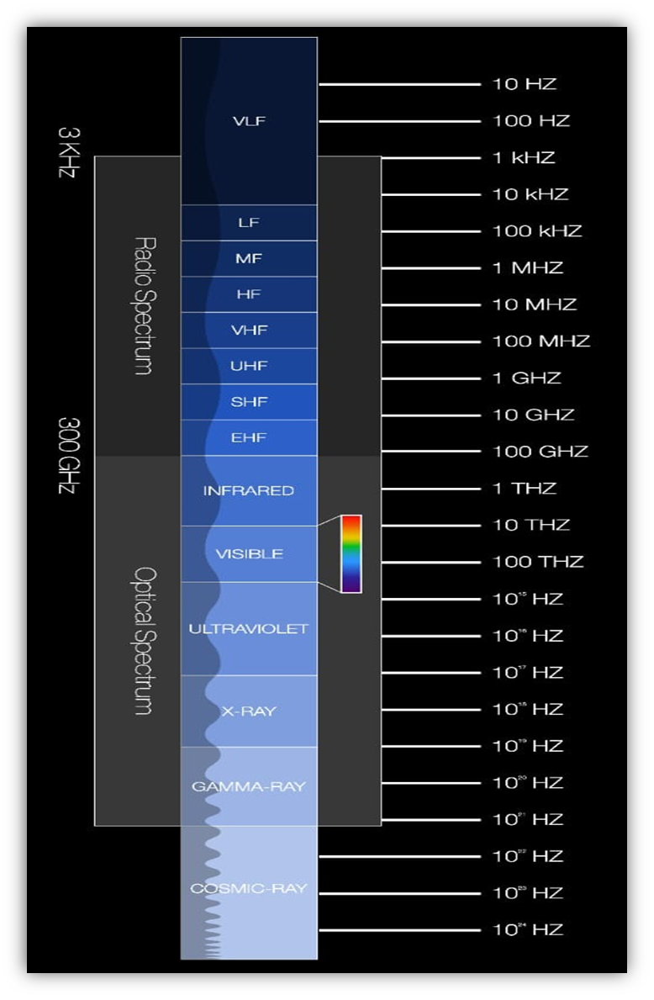 3 KHz
Radio Spectrum
300 GHz
Optical Spectrum
VLF
LF
MF
HF
VHF
UHF
SHF
EHF
INFRARED
VISIBLE
ULTRAVIOLET
X-RAY
GAMMA-RAY
COSMIC-RAY
10 HZ
100 HZ
1 kHZ
10 kHZ
100 kHZ
1 MHZ
10 MHZ
100 MHZ
1 GHZ
10 GHZ
100 GHZ
1 THZ
10 THZ
100 THZ
10¹⁵ HZ
10¹⁶ HZ
10¹⁷ HZ
10¹⁸ HZ
10¹⁹ HZ
10²⁰ HZ
10²¹ HZ
10²² HZ
10²³ HZ
10²⁴ HZ